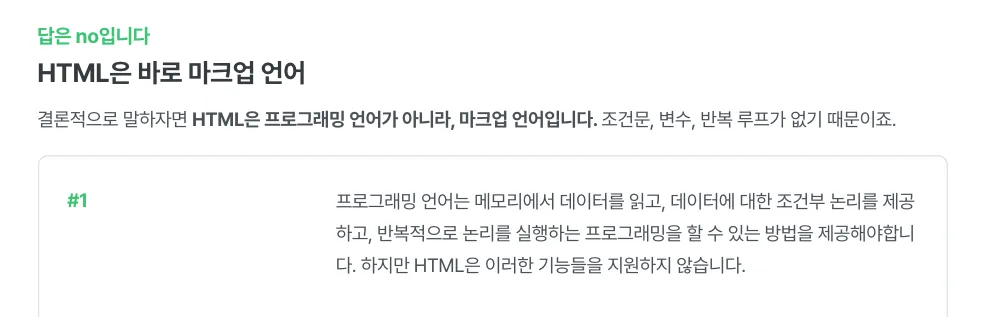 답은 no입니다
HTML은 바로 마크업 언어
결론적으로 말하자면 HTML은 프로그래밍 언어가 아니라, 마크업 언어입니다. 조건문, 변수, 반복 루프가 없기 때문이죠.
#1
프로그래밍 언어는 메모리에서 데이터를 읽고, 데이터에 대한 조건부 논리를 제공
하고, 반복적으로 논리를 실행하는 프로그래밍을 할 수 있는 방법을 제공해야합니
다. 하지만 HTML은 이러한 기능들을 지원하지 않습니다.